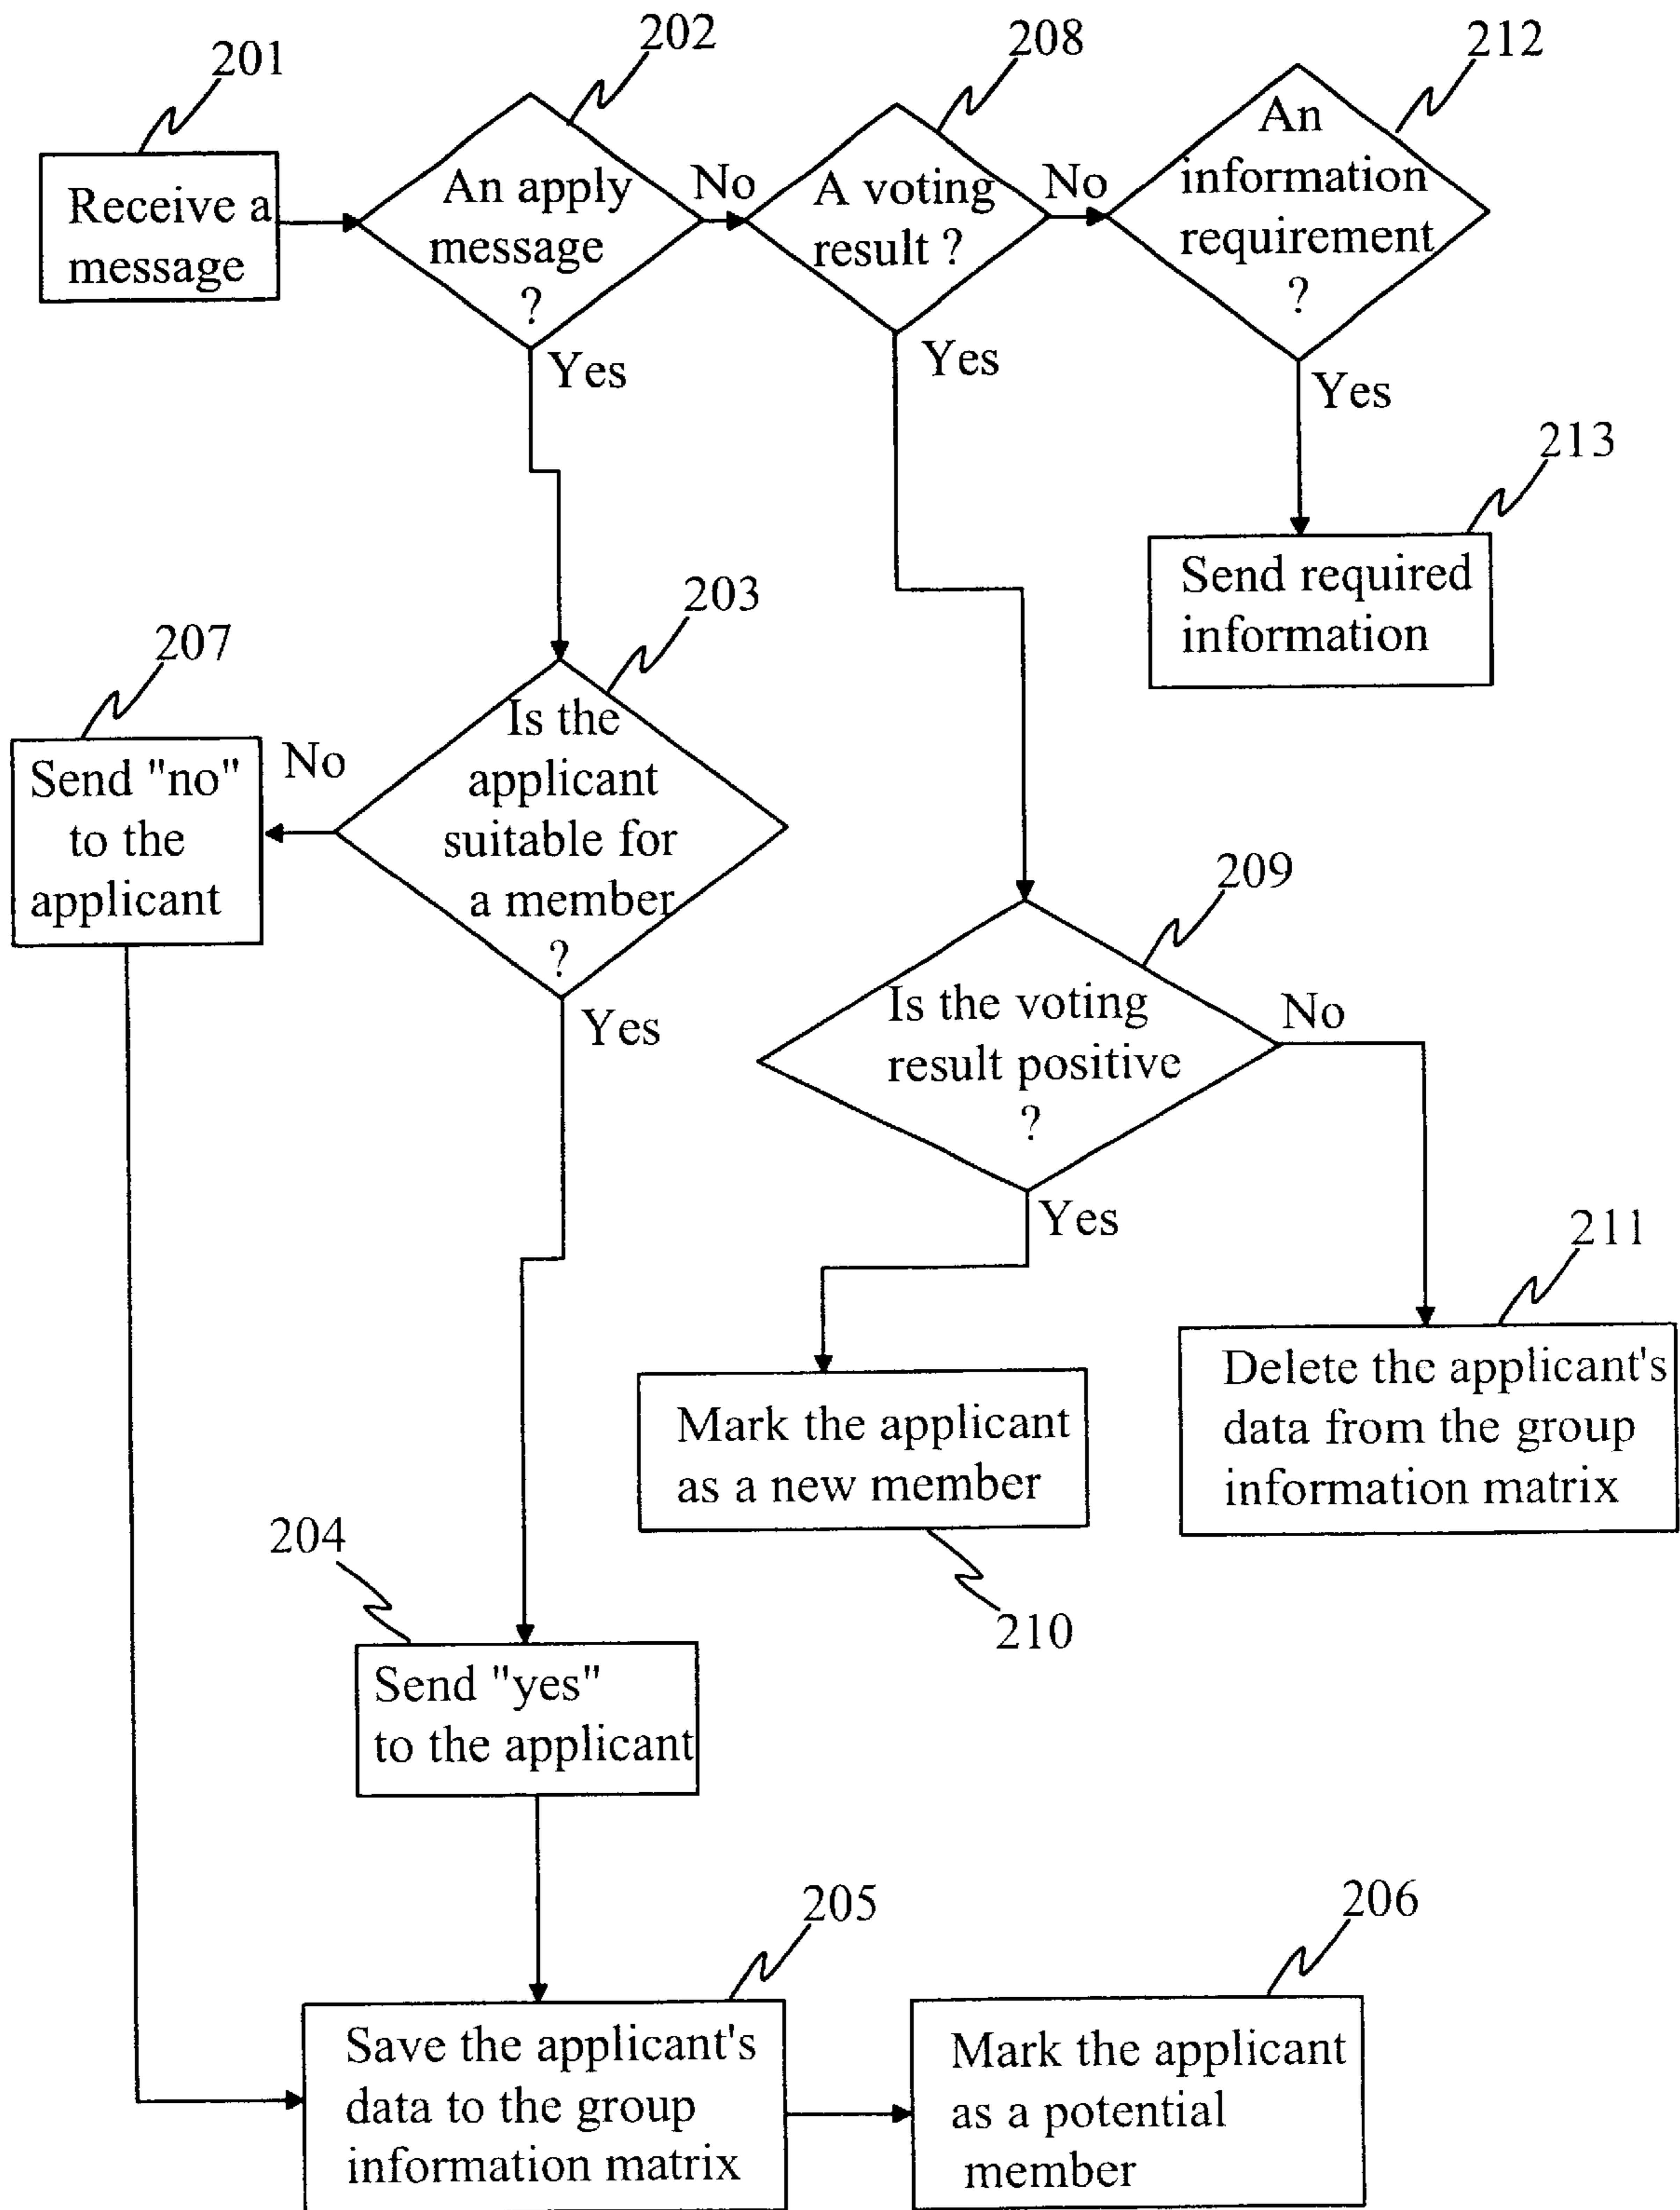 201
202
208
212
Receive a
message
An apply
message
?
No
A voting
result ?
No
An
information
requirement
?
Yes
Yes
Yes
213
Send required
information
203
207
Send "no"
to the
applicant
No
Is the
applicant
suitable for
a member
?
Yes
209
Is the voting
result positive
?
No
Yes
211
Mark the applicant
as a new member
Delete the applicant's
data from the group
information matrix
210
204
Send "yes"
to the applicant
205
206
Save the applicant's
data to the group
information matrix
Mark the applicant
as a potential
member